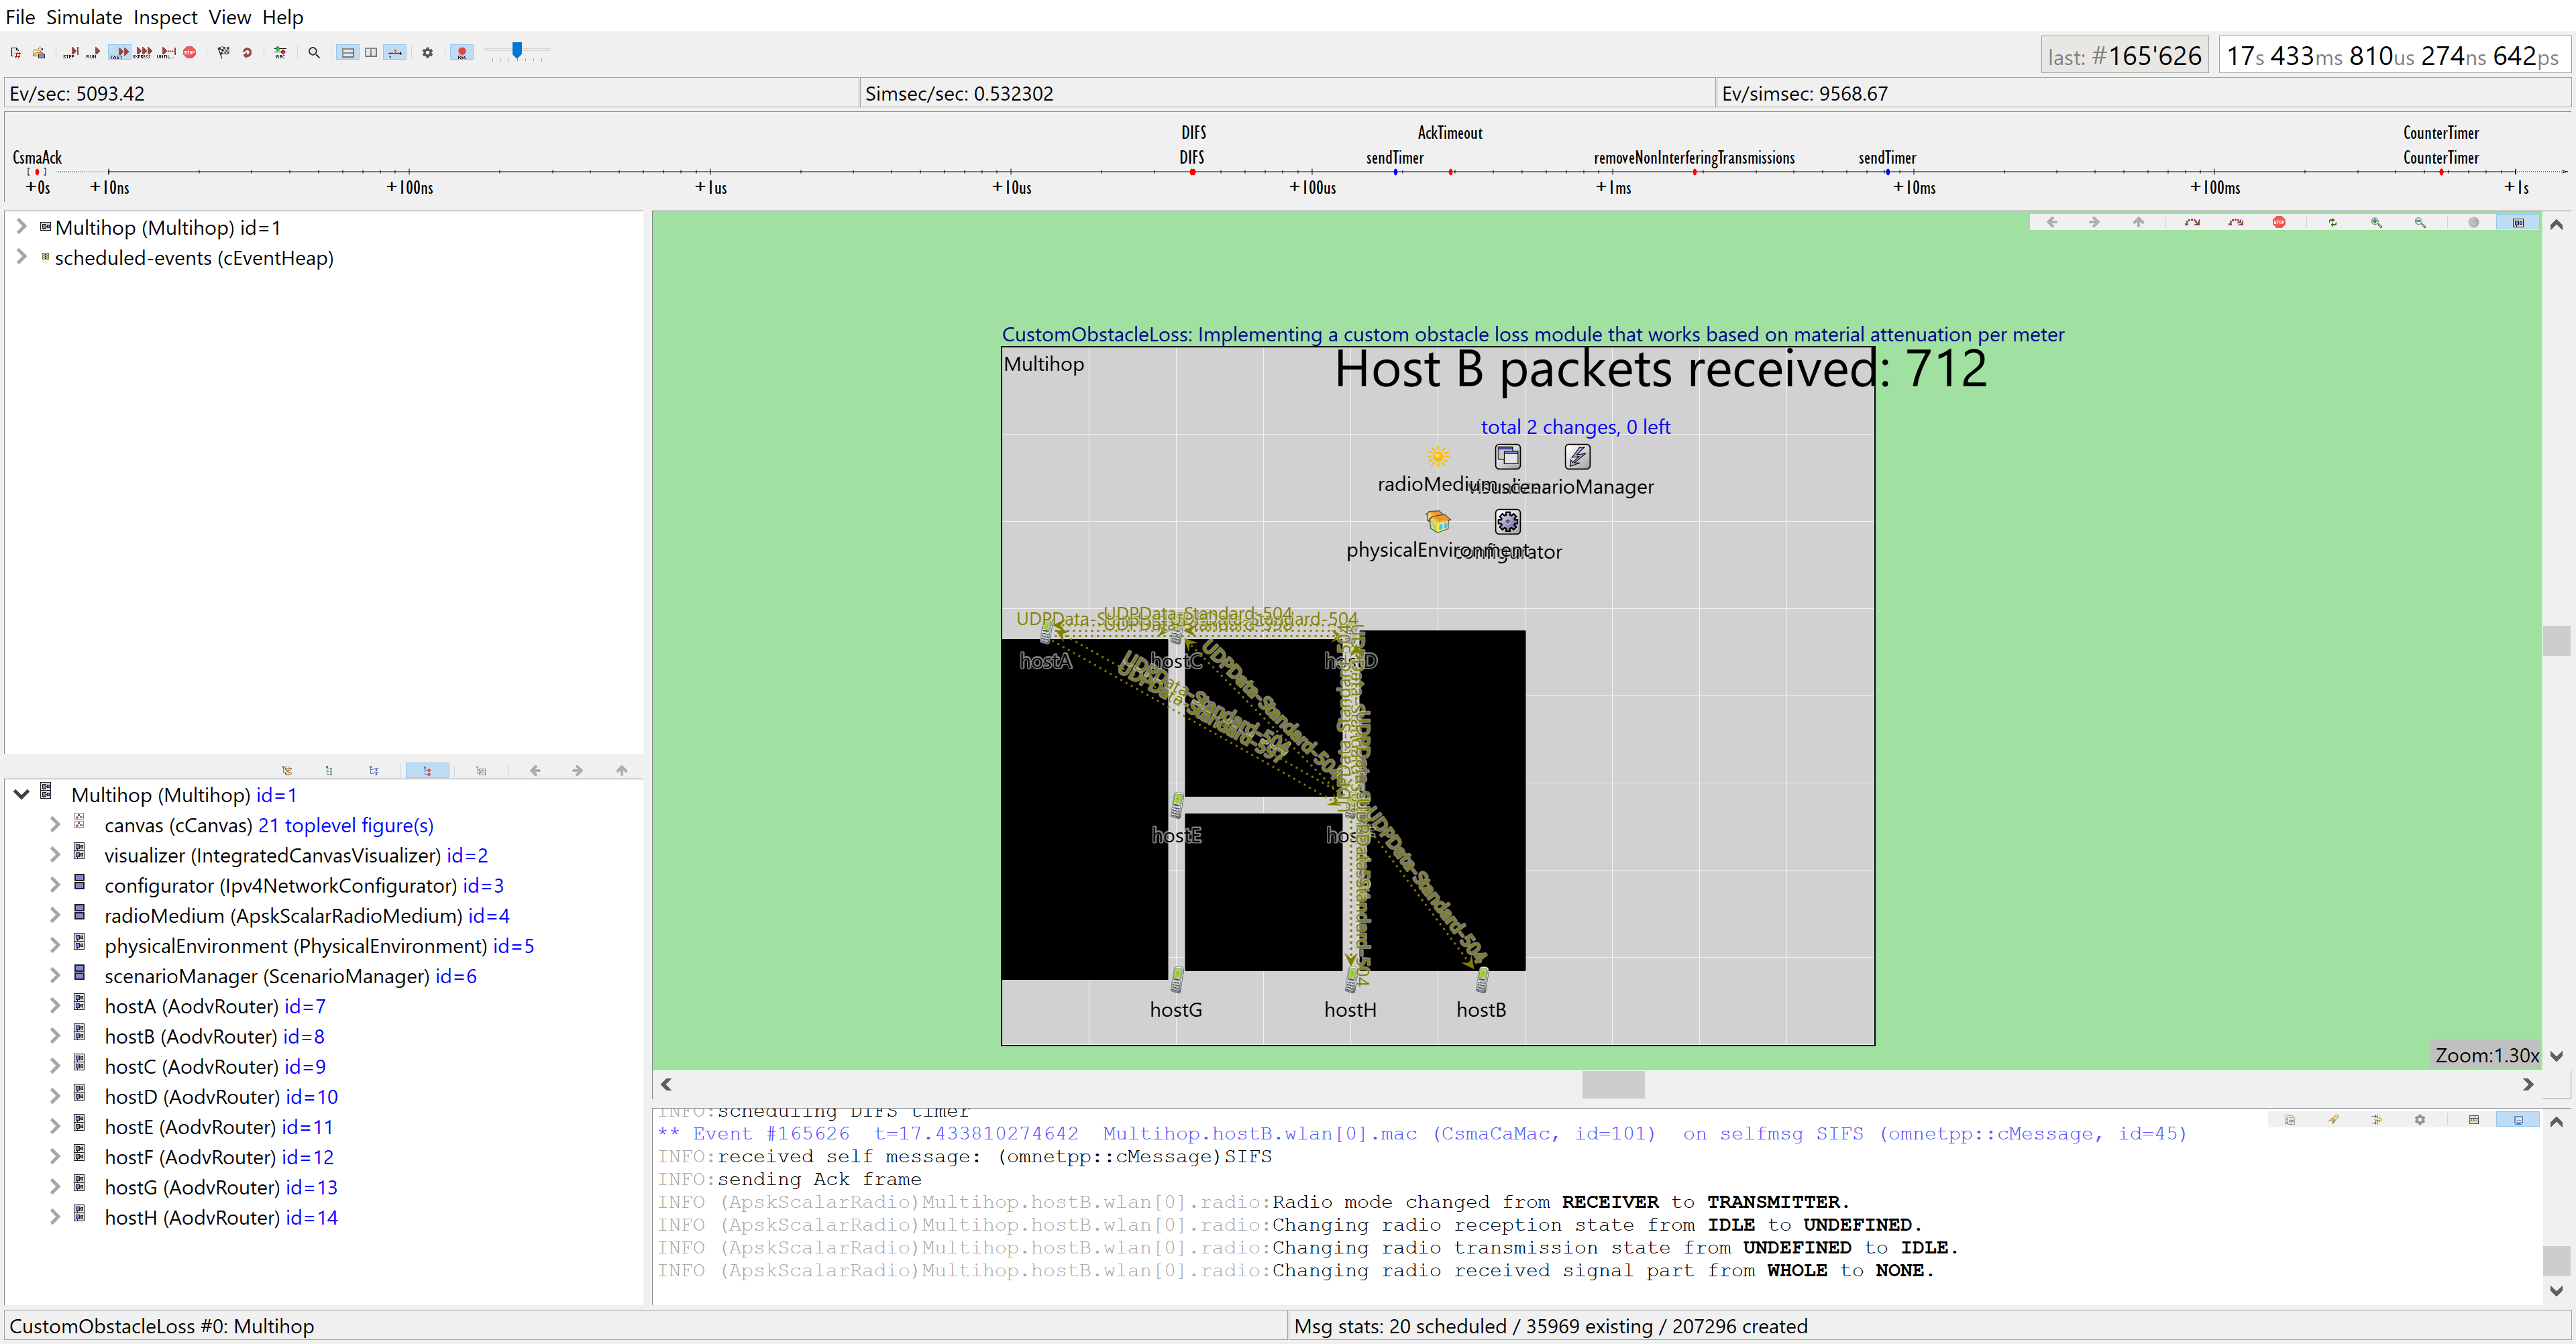 File Simulate Inspect View Help
last: #165'626
17s 433ms 810us 274ns 642ps
Ev/sec: 5093.42
Simsec/sec: 0.532302
Ev/simsec: 9568.67
DIFS AckTimeout CounterTimer
CsmaAck DIFS sendTimer removeNonInterferingTransmissions sendTimer CounterTimer
+0s +10ns +100ns +1us +10us +100us +1ms +10ms +100ms +1s
Multihop (Multihop) id=1
scheduled-events (cEventHeap)
Multihop (Multihop) id=1
canvas (cCanvas) 21 toplevel figure(s)
visualizer (IntegratedCanvasVisualizer) id=2
configurator (Ipv4NetworkConfigurator) id=3
radioMedium (ApskScalarRadioMedium) id=4
physicalEnvironment (PhysicalEnvironment) id=5
scenarioManager (ScenarioManager) id=6
hostA (AodvRouter) id=7
hostB (AodvRouter) id=8
hostC (AodvRouter) id=9
hostD (AodvRouter) id=10
hostE (AodvRouter) id=11
hostF (AodvRouter) id=12
hostG (AodvRouter) id=13
hostH (AodvRouter) id=14
CustomObstacleLoss: Implementing a custom obstacle loss module that works based on material attenuation per meter
Multihop
Host B packets received: 712
total 2 changes, 0 left
radioMedium
scenarioManager
physicalEnvironment
configurator
UDPData-Standard-504
hostA
hostC
hostD
UDPData-Standard-504
UDPData-Standard-504
hostE
UDPData-Standard-504
hostG
hostH
hostB
Zoom:1.30x
INFO:scheduling DIFS timer
** Event #165626 t=17.433810274642 Multihop.hostB.wlan[0].mac (CsmaCaMac, id=101) on selfmsg SIFS (omnetpp::cMessage, id=45)
INFO:received self message: (omnetpp::cMessage)SIFS
INFO:sending Ack frame
INFO (ApskScalarRadio)Multihop.hostB.wlan[0].radio:Radio mode changed from RECEIVER to TRANSMITTER.
INFO (ApskScalarRadio)Multihop.hostB.wlan[0].radio:Changing radio reception state from IDLE to UNDEFINED.
INFO (ApskScalarRadio)Multihop.hostB.wlan[0].radio:Changing radio transmission state from UNDEFINED to IDLE.
INFO (ApskScalarRadio)Multihop.hostB.wlan[0].radio:Changing radio received signal part from WHOLE to NONE.
CustomObstacleLoss #0: Multihop
Msg stats: 20 scheduled / 35969 existing / 207296 created